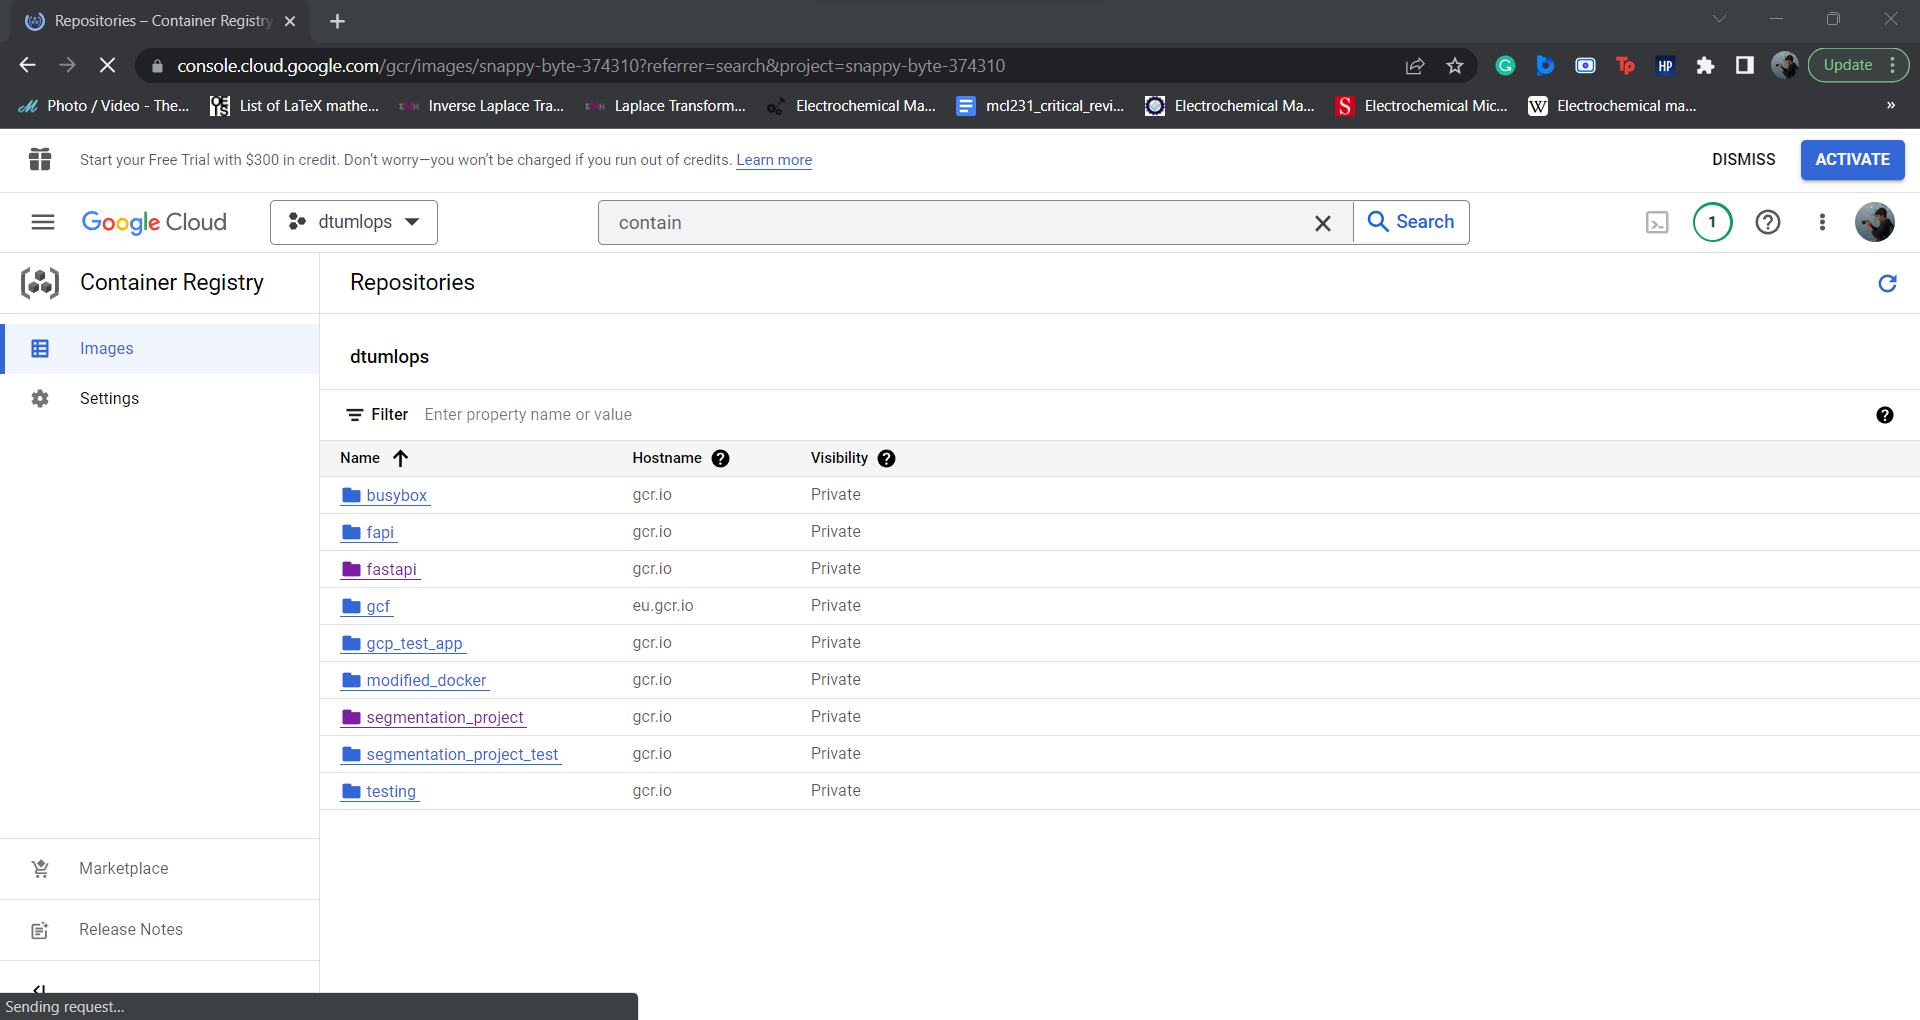 Repositories – Container Registry
console.cloud.google.com/gcr/images/snappy-byte-374310?referrer=search&project=snappy-byte-374310
Update
Photo / Video - The... List of LaTeX mathe... Inverse Laplace Tra... Laplace Transform... Electrochemical Ma... mcl231_critical_revi... Electrochemical Ma... Electrochemical Mic... Electrochemical ma... »
Start your Free Trial with $300 in credit. Don’t worry—you won’t be charged if you run out of credits. Learn more DISMISS ACTIVATE
Google Cloud dtumlops contain Search 1
Container Registry Repositories
Images
dtumlops
Settings
Filter Enter property name or value
Name Hostname Visibility
busybox gcr.io Private
fapi gcr.io Private
fastapi gcr.io Private
gcf eu.gcr.io Private
gcp_test_app gcr.io Private
modified_docker gcr.io Private
segmentation_project gcr.io Private
segmentation_project_test gcr.io Private
testing gcr.io Private
Marketplace
Release Notes
Sending request...